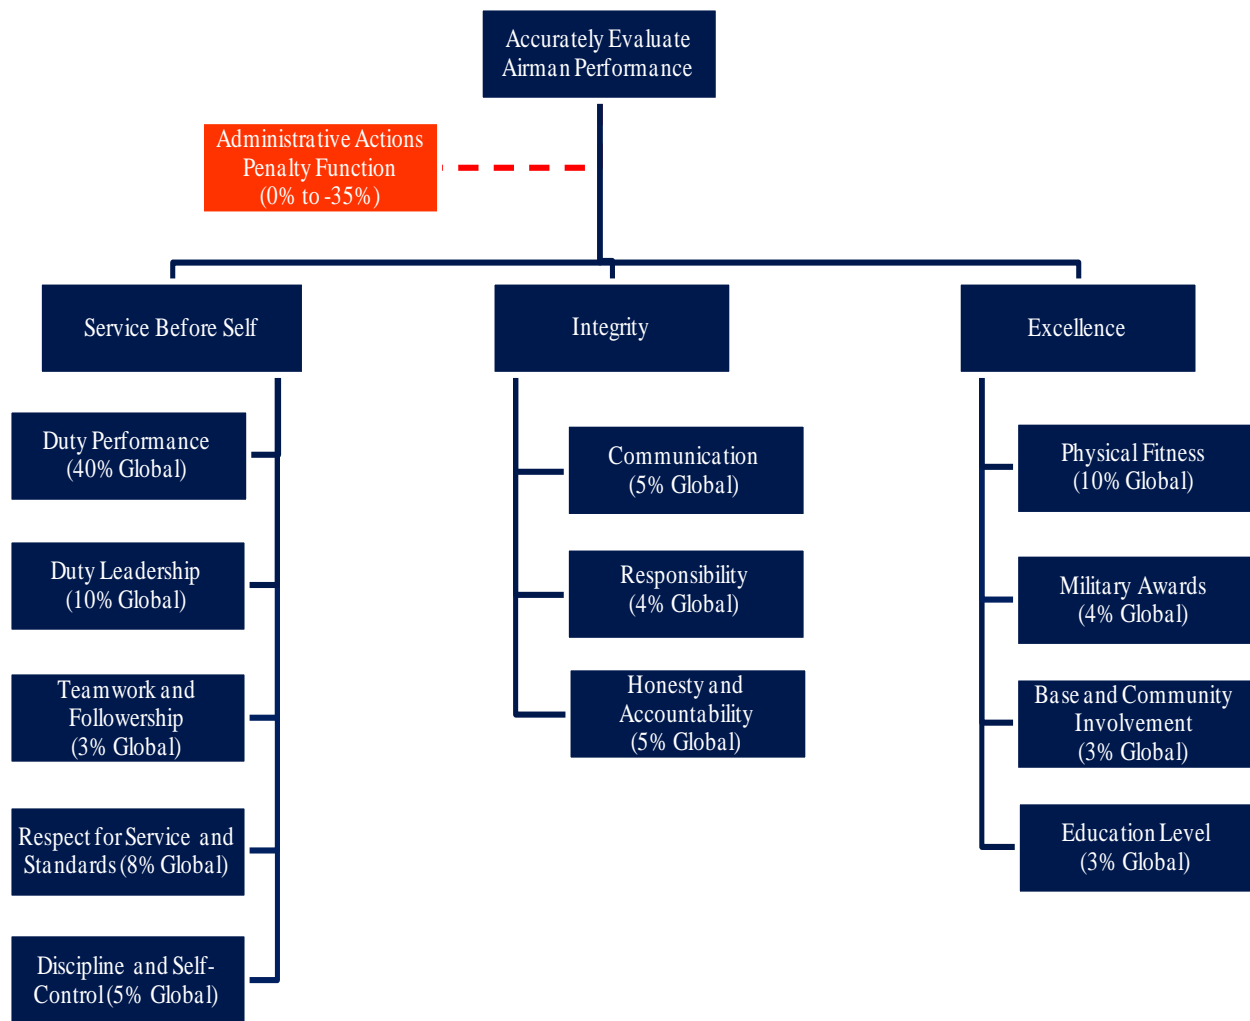 Accurately Evaluate
Airman Performance
Administrative Actions
Penalty Function
(0% to -35%)
Service Before Self
Integrity
Excellence
Duty Performance
(40% Global)
Duty Leadership
(10% Global)
Teamwork and
Followership
(3% Global)
Respect for Service and
Standards (8% Global)
Discipline and Self-
Control (5% Global)
Communication
(5% Global)
Responsibility
(4% Global)
Honesty and
Accountability
(5% Global)
Physical Fitness
(10% Global)
Military Awards
(4% Global)
Base and Community
Involvement
(3% Global)
Education Level
(3% Global)